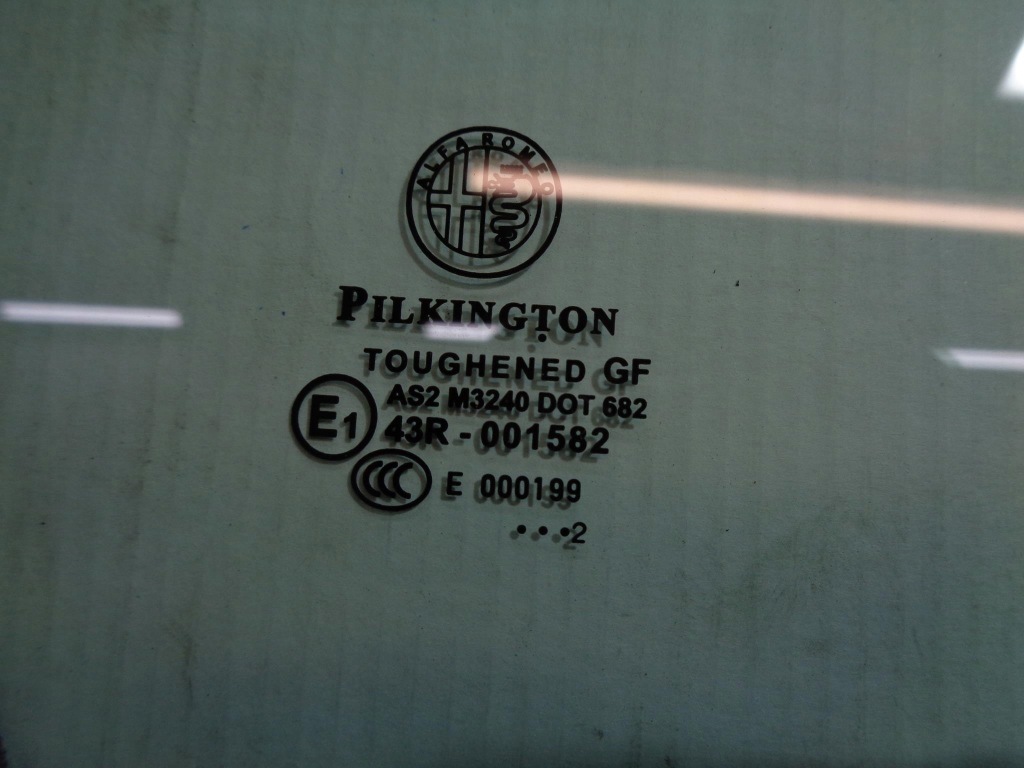 ALFA ROMEO
PILKINGTON
TOUGHENED GF
AS2 M3240 DOT 682
E1 43R - 001582
CCC E 000199
•••2